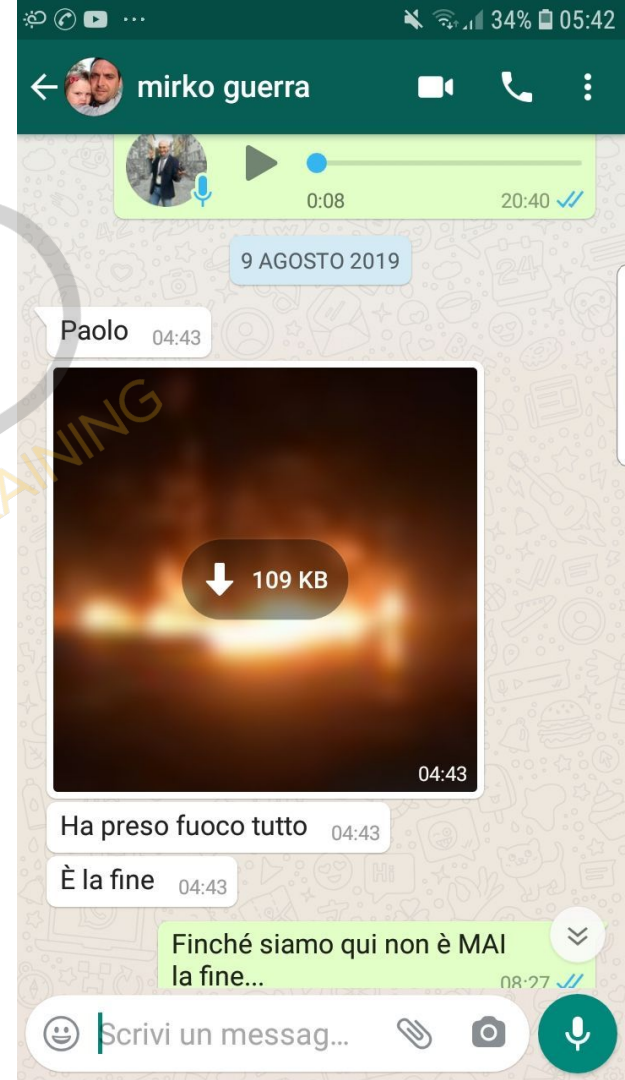 34% 05:42
mirko guerra
0:08 20:40
9 AGOSTO 2019
Paolo 04:43
109 KB
04:43
Ha preso fuoco tutto 04:43
È la fine 04:43
Finché siamo qui non è MAI
la fine... 08:27
Scrivi un messag...